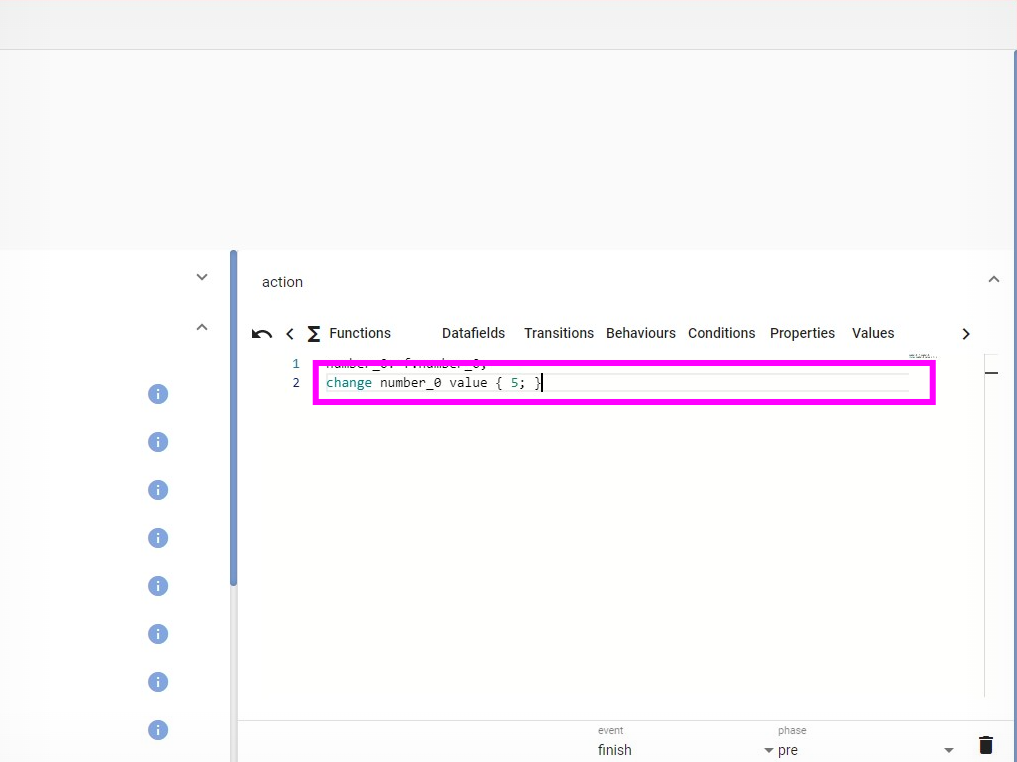 action
Functions Datafields Transitions Behaviours Conditions Properties Values
1 number_0: f.number_0;
2 change number_0 value { 5; }
event phase
finish pre